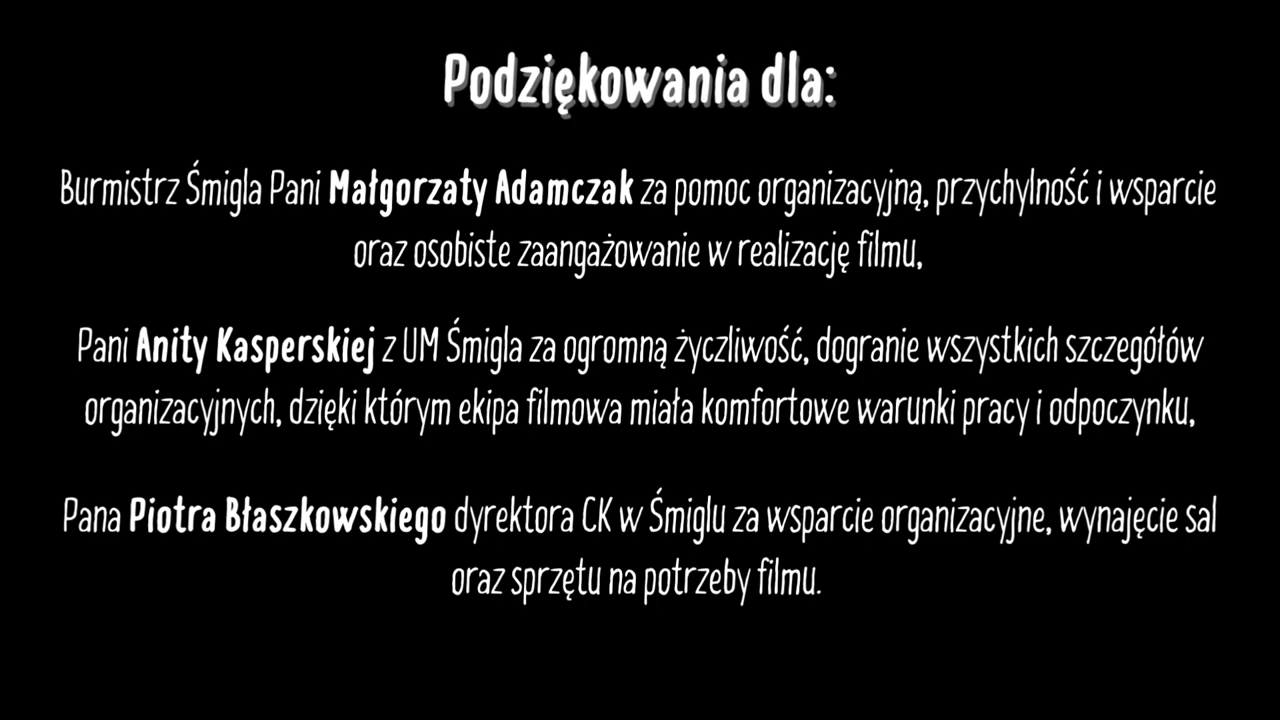 Podziękowania dla:
Burmistrz Śmigla Pani Małgorzaty Adamczak za pomoc organizacyjną, przychylność i wsparcie
oraz osobiste zaangażowanie w realizację filmu,
Pani Anity Kasperskiej z UM Śmigla za ogromną życzliwość, dogranie wszystkich szczegółów
organizacyjnych, dzięki którym ekipa filmowa miała komfortowe warunki pracy i odpoczynku,
Pana Piotra Błaszkowskiego dyrektora CK w Śmiglu za wsparcie organizacyjne, wynajęcie sal
oraz sprzętu na potrzeby filmu.